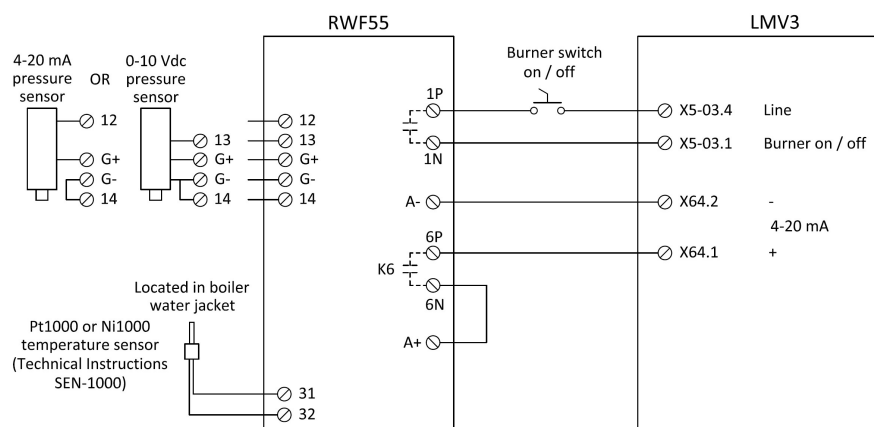 RWF55
LMV3
4-20 mA
pressure
sensor
OR
0-10 Vdc
pressure
sensor
Burner switch
on / off
12
G+
G-
14
13
G+
G-
14
12
13
G+
G-
14
1P
1N
A-
6P
K6
6N
A+
X5-03.4 Line
X5-03.1 Burner on / off
X64.2 -
4-20 mA
X64.1 +
Located in boiler
water jacket
Pt1000 or Ni1000
temperature sensor
(Technical Instructions
SEN-1000)
31
32